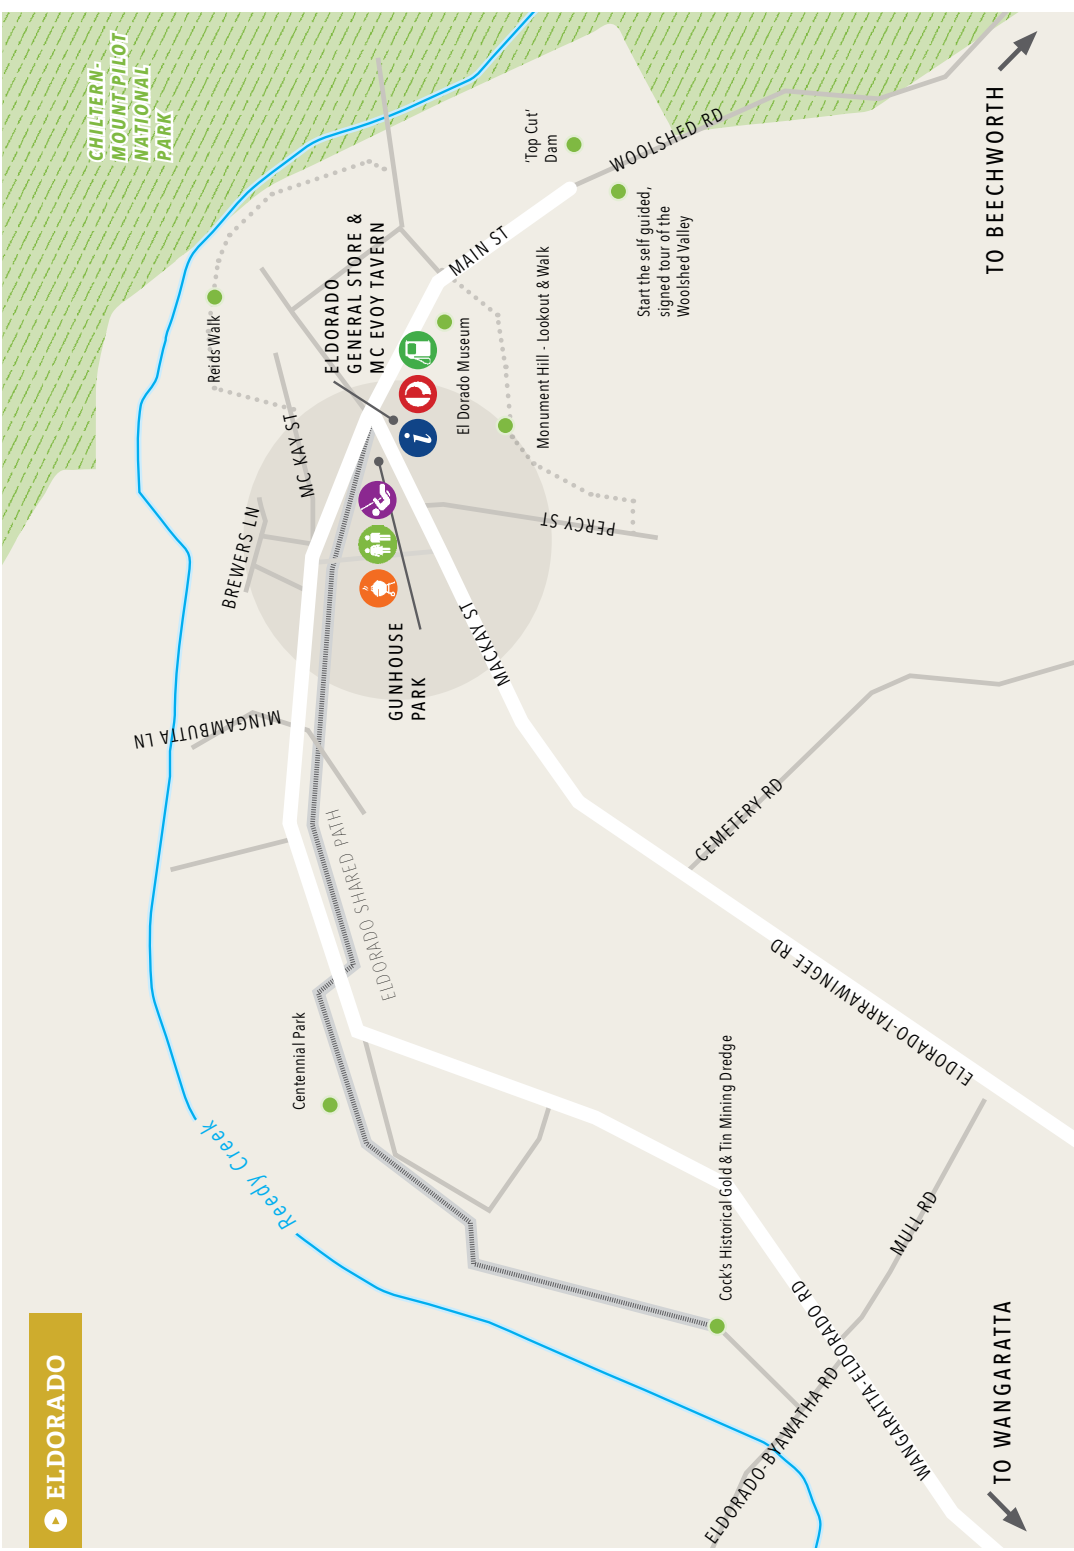 ELDORADO
CHILTERN-
MOUNT PILOT
NATIONAL
PARK
Reedy Creek
Reids Walk
Centennial Park
MINGAMBUTTA LN
BREWERS LN
MC KAY ST
ELDORADO
GENERAL STORE &
MC EVOY TAVERN
ELDORADO SHARED PATH
GUNHOUSE
PARK
i
El Dorado Museum
MAIN ST
MACKAY ST
PERCY ST
Monument Hill - Lookout & Walk
'Top Cut'
Dam
WOOLSHED RD
Start the self guided,
signed tour of the
Woolshed Valley
CEMETERY RD
ELDORADO-TARRAWINGEE RD
Cock's Historical Gold & Tin Mining Dredge
MULL RD
WANGARATTA-ELDORADO RD
ELDORADO-BYAWATHA RD
TO WANGARATTA
TO BEECHWORTH